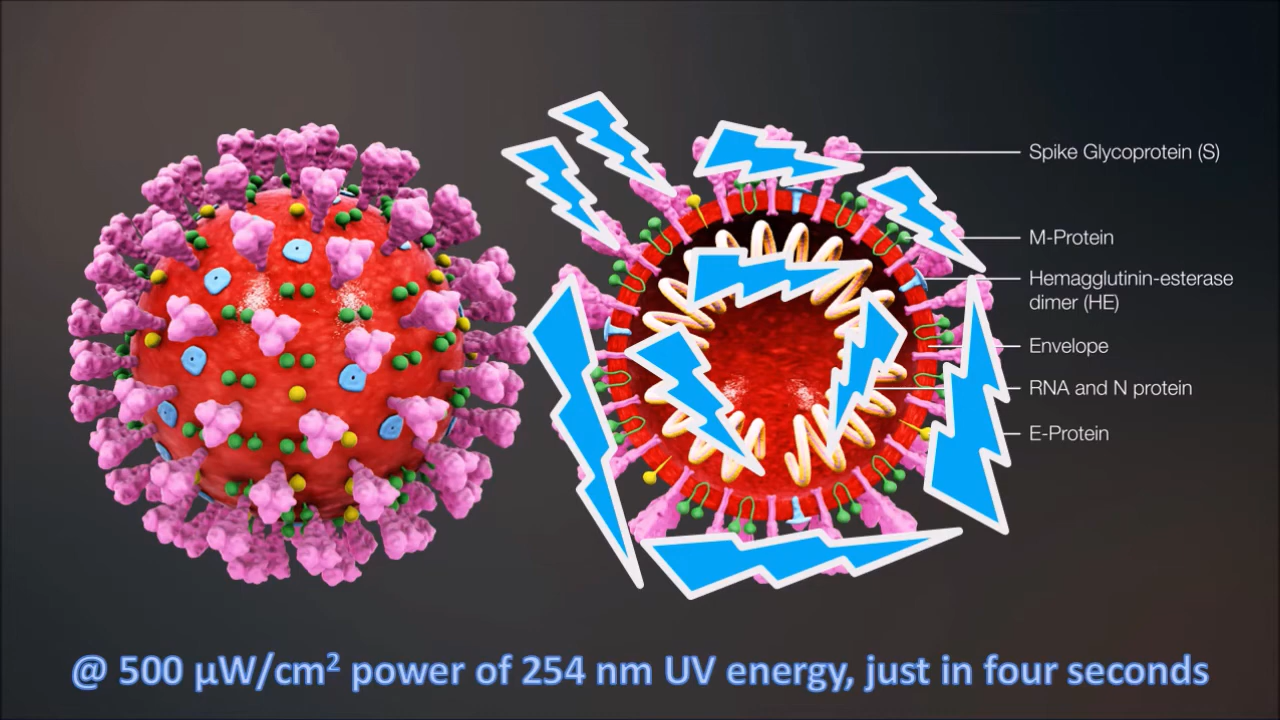 Spike Glycoprotein (S)
M-Protein
Hemagglutinin-esterase
dimer (HE)
Envelope
RNA and N protein
E-Protein
@ 500 µW/cm² power of 254 nm UV energy, just in four seconds